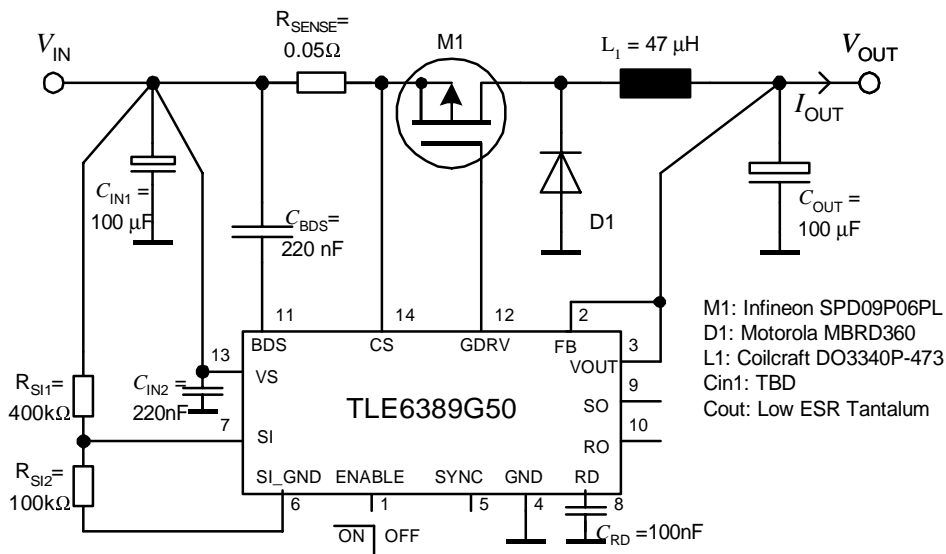 R_SENSE=
0.05Ω
M1
L₁ = 47 µH
V_IN
V_OUT
I_OUT
C_IN1 =
100 µF
C_BDS=
220 nF
D1
C_OUT =
100 µF
11
14
12
2
BDS
CS
GDRV
FB
13
VS
VOUT
3
M1: Infineon SPD09P06PL
D1: Motorola MBRD360
L1: Coilcraft DO3340P-473
Cin1: TBD
Cout: Low ESR Tantalum
R_SI1=
400kΩ
C_IN2=
220nF
TLE6389G50
SO
9
7
SI
RO
10
R_SI2=
100kΩ
SI_GND
ENABLE
SYNC
GND
RD
6
1
5
4
8
ON
OFF
C_RD =100nF